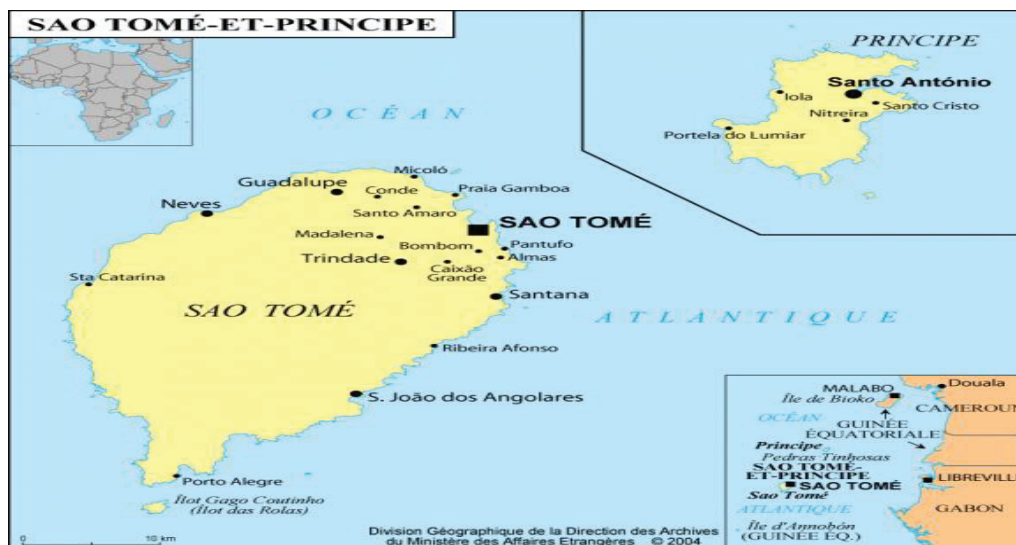 SAO TOMÉ-ET-PRINCIPE
PRINCIPE
Santo António
Iola
Santo Cristo
Nitreira
Portela do Lumiar
OCÉAN
Micoló
Guadalupe
Conde
Praia Gamboa
Neves
Santo Amaro
SAO TOMÉ
Madalena
Bombom
Pantufo
Trindade
Almas
Caixão
Grande
Sta Catarina
Santana
SAO TOMÉ
ATLANTIQUE
Ribeira Afonso
S. João dos Angolares
Porto Alegre
Îlot Gago Coutinho
(Îlot das Rolas)
0 10 km
Division Géographique de la Direction des Archives
du Ministère des Affaires Etrangères © 2004
MALABO
Douala
Île de Bioko
CAMEROUN
OCÉAN
GUINÉE
ÉQUATORIALE
Principe
Pedras Tinhosas
SAO TOMÉ-
ET-PRINCIPE
SAO TOMÉ
LIBREVILLE
Sao Tomé
ATLANTIQUE
GABON
Île d'Annobón
(GUINÉE ÉQ.)